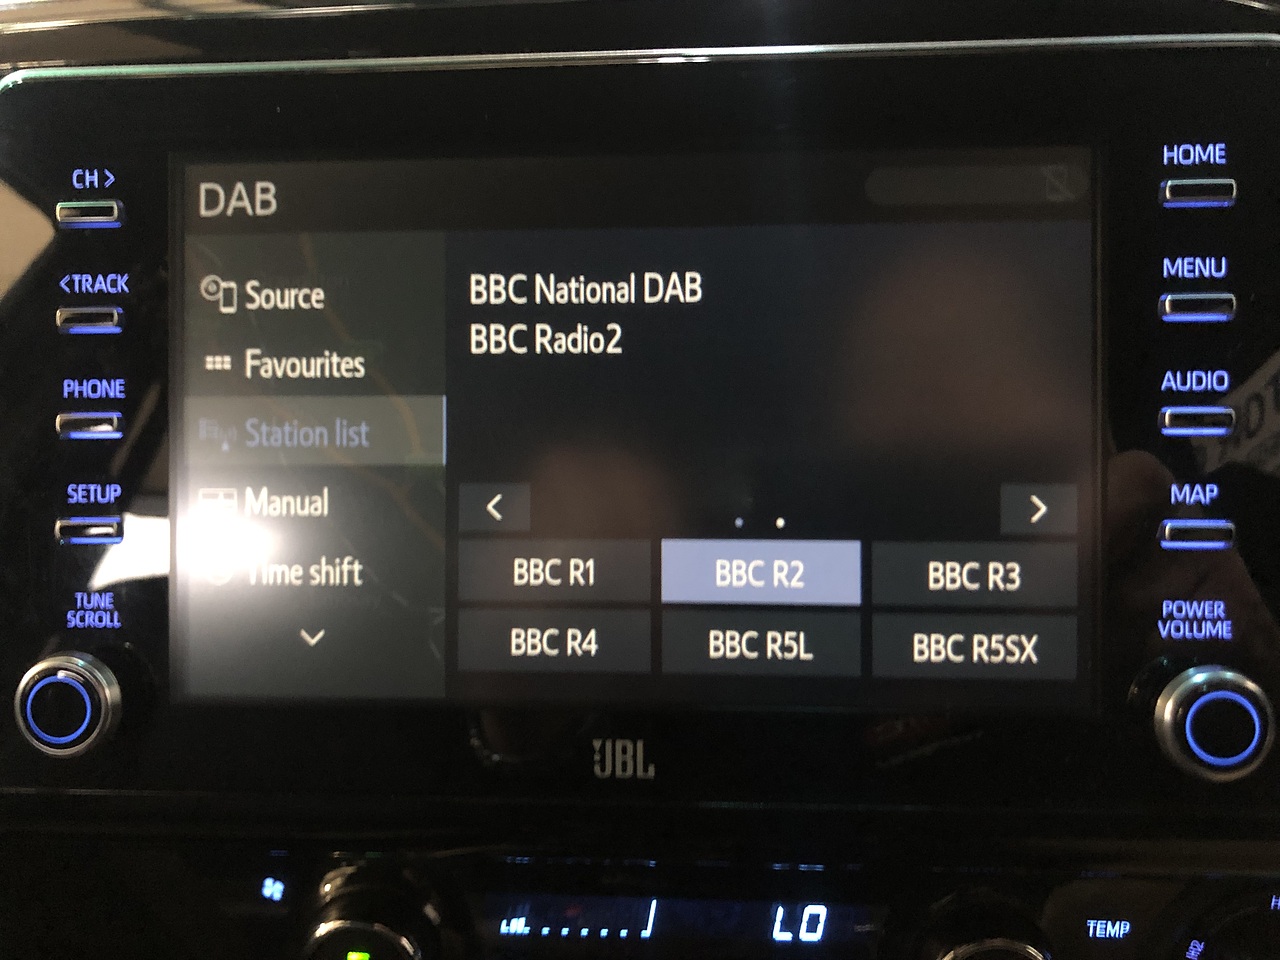 DAB
CH >
<TRACK
PHONE
SETUP
TUNE
SCROLL
Source
Favourites
Station list
Manual
Time shift
BBC National DAB
BBC Radio2
<
>
BBC R1
BBC R2
BBC R3
BBC R4
BBC R5L
BBC R5SX
HOME
MENU
AUDIO
MAP
POWER
VOLUME
JBL
LO
TEMP